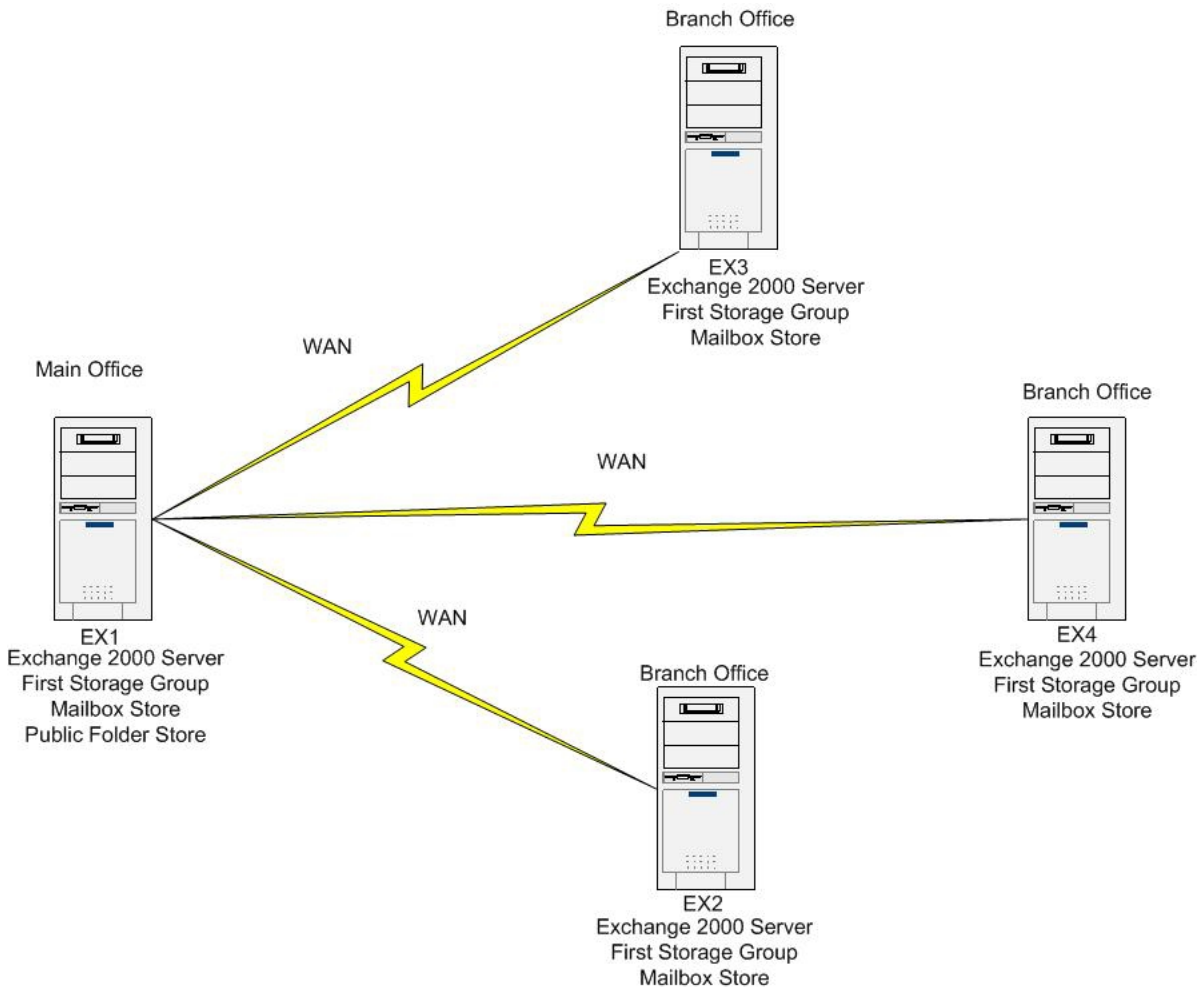 Branch Office
EX3
Exchange 2000 Server
First Storage Group
Mailbox Store
WAN
Main Office
Branch Office
WAN
EX1
Exchange 2000 Server
First Storage Group
Mailbox Store
Public Folder Store
WAN
EX4
Exchange 2000 Server
First Storage Group
Mailbox Store
Branch Office
EX2
Exchange 2000 Server
First Storage Group
Mailbox Store